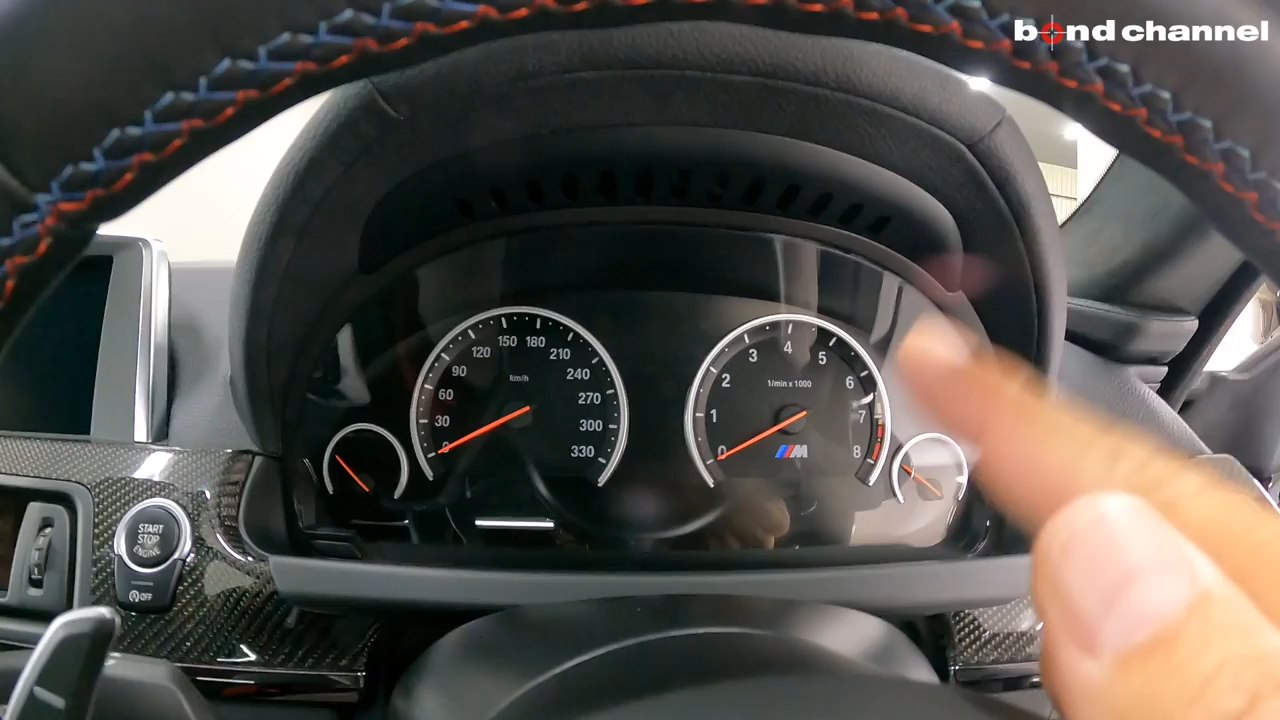 bond channel
150 180
120 210
90 km/h 240
60 270
30 300
0 330
4
3 5
2 1/min x 1000 6
1 7
0 M 8
START
STOP
ENGINE
OFF